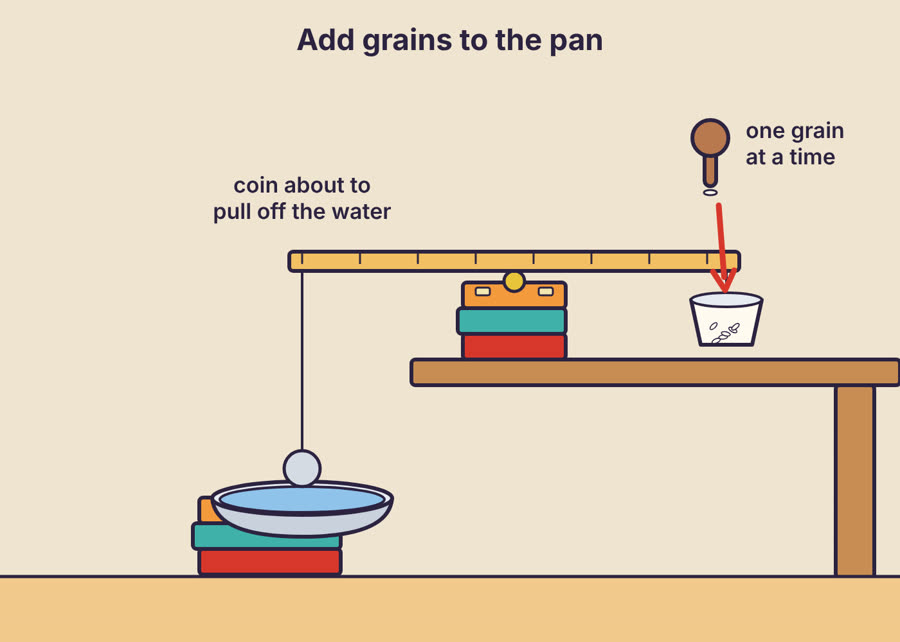 Add grains to the pan
one grain
at a time
coin about to
pull off the water